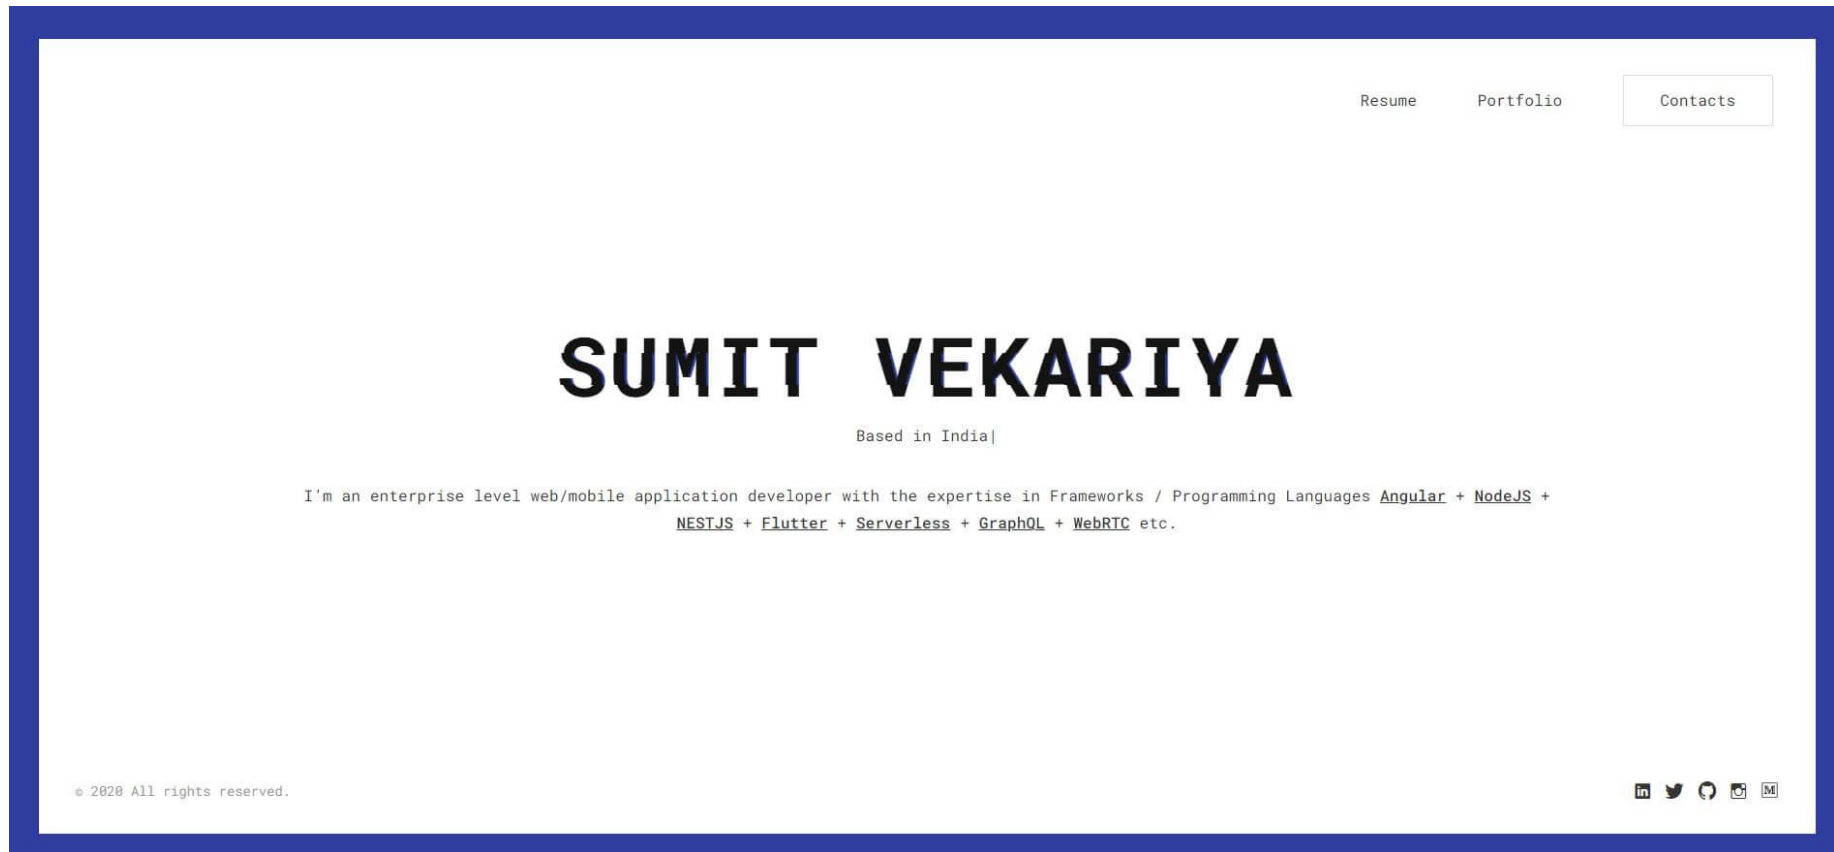 Resume Portfolio Contacts
SUMIT VEKARIYA
Based in India|
I'm an enterprise level web/mobile application developer with the expertise in Frameworks / Programming Languages Angular + NodeJS +
NESTJS + Flutter + Serverless + GraphQL + WebRTC etc.
© 2020 All rights reserved.